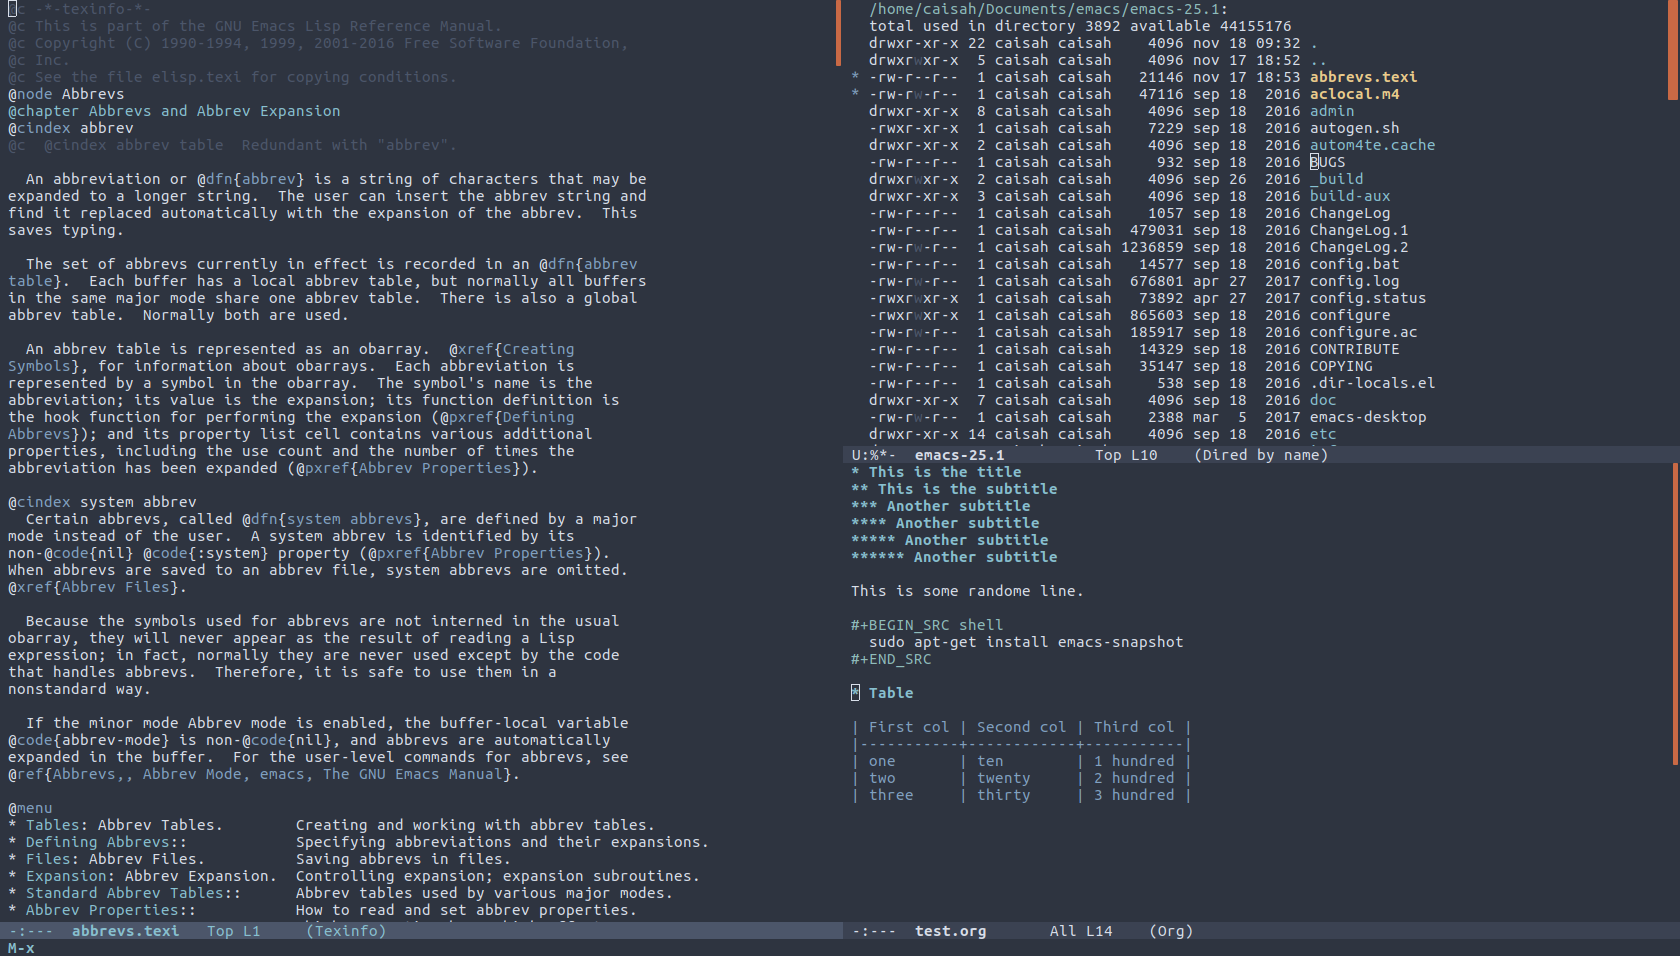 @c -*-texinfo-*-
@c This is part of the GNU Emacs Lisp Reference Manual.
@c Copyright (C) 1990-1994, 1999, 2001-2016 Free Software Foundation,
@c Inc.
@c See the file elisp.texi for copying conditions.
@node Abbrevs
@chapter Abbrevs and Abbrev Expansion
@cindex abbrev
@c  @cindex abbrev table  Redundant with "abbrev".

  An abbreviation or @dfn{abbrev} is a string of characters that may be
expanded to a longer string.  The user can insert the abbrev string and
find it replaced automatically with the expansion of the abbrev.  This
saves typing.

  The set of abbrevs currently in effect is recorded in an @dfn{abbrev
table}.  Each buffer has a local abbrev table, but normally all buffers
in the same major mode share one abbrev table.  There is also a global
abbrev table.  Normally both are used.

  An abbrev table is represented as an obarray.  @xref{Creating
Symbols}, for information about obarrays.  Each abbreviation is
represented by a symbol in the obarray.  The symbol's name is the
abbreviation; its value is the expansion; its function definition is
the hook function for performing the expansion (@pxref{Defining
Abbrevs}); and its property list cell contains various additional
properties, including the use count and the number of times the
abbreviation has been expanded (@pxref{Abbrev Properties}).

@cindex system abbrev
  Certain abbrevs, called @dfn{system abbrevs}, are defined by a major
mode instead of the user.  A system abbrev is identified by its
non-@code{nil} @code{:system} property (@pxref{Abbrev Properties}).
When abbrevs are saved to an abbrev file, system abbrevs are omitted.
@xref{Abbrev Files}.

  Because the symbols used for abbrevs are not interned in the usual
obarray, they will never appear as the result of reading a Lisp
expression; in fact, normally they are never used except by the code
that handles abbrevs.  Therefore, it is safe to use them in a
nonstandard way.

  If the minor mode Abbrev mode is enabled, the buffer-local variable
@code{abbrev-mode} is non-@code{nil}, and abbrevs are automatically
expanded in the buffer.  For the user-level commands for abbrevs, see
@ref{Abbrevs,, Abbrev Mode, emacs, The GNU Emacs Manual}.

@menu
* Tables: Abbrev Tables.        Creating and working with abbrev tables.
* Defining Abbrevs::            Specifying abbreviations and their expansions.
* Files: Abbrev Files.          Saving abbrevs in files.
* Expansion: Abbrev Expansion.  Controlling expansion; expansion subroutines.
* Standard Abbrev Tables::      Abbrev tables used by various major modes.
* Abbrev Properties::           How to read and set abbrev properties.
-:---  abbrevs.texi   Top L1     (Texinfo)
M-x
  /home/caisah/Documents/emacs/emacs-25.1:
  total used in directory 3892 available 44155176
  drwxr-xr-x 22 caisah caisah    4096 nov 18 09:32 .
  drwxrwxr-x  5 caisah caisah    4096 nov 17 18:52 ..
* -rw-r--r--  1 caisah caisah   21146 nov 17 18:53 abbrevs.texi
* -rw-rw-r--  1 caisah caisah   47116 sep 18  2016 aclocal.m4
  drwxr-xr-x  8 caisah caisah    4096 sep 18  2016 admin
  -rwxr-xr-x  1 caisah caisah    7229 sep 18  2016 autogen.sh
  drwxr-xr-x  2 caisah caisah    4096 sep 18  2016 autom4te.cache
  -rw-r--r--  1 caisah caisah     932 sep 18  2016 BUGS
  drwxrwxr-x  2 caisah caisah    4096 sep 26  2016 _build
  drwxr-xr-x  3 caisah caisah    4096 sep 18  2016 build-aux
  -rw-r--r--  1 caisah caisah    1057 sep 18  2016 ChangeLog
  -rw-r--r--  1 caisah caisah  479031 sep 18  2016 ChangeLog.1
  -rw-rw-r--  1 caisah caisah 1236859 sep 18  2016 ChangeLog.2
  -rw-r--r--  1 caisah caisah   14577 sep 18  2016 config.bat
  -rw-rw-r--  1 caisah caisah  676801 apr 27  2017 config.log
  -rwxrwxr-x  1 caisah caisah   73892 apr 27  2017 config.status
  -rwxrwxr-x  1 caisah caisah  865603 sep 18  2016 configure
  -rw-rw-r--  1 caisah caisah  185917 sep 18  2016 configure.ac
  -rw-r--r--  1 caisah caisah   14329 sep 18  2016 CONTRIBUTE
  -rw-r--r--  1 caisah caisah   35147 sep 18  2016 COPYING
  -rw-r--r--  1 caisah caisah     538 sep 18  2016 .dir-locals.el
  drwxr-xr-x  7 caisah caisah    4096 sep 18  2016 doc
  -rw-rw-r--  1 caisah caisah    2388 mar  5  2017 emacs-desktop
  drwxr-xr-x 14 caisah caisah    4096 sep 18  2016 etc
U:%*-  emacs-25.1          Top L10    (Dired by name)
* This is the title
** This is the subtitle
*** Another subtitle
**** Another subtitle
***** Another subtitle
****** Another subtitle

This is some randome line.

#+BEGIN_SRC shell
  sudo apt-get install emacs-snapshot
#+END_SRC

* Table

| First col | Second col | Third col |
|-----------+------------+-----------|
| one       | ten        | 1 hundred |
| two       | twenty     | 2 hundred |
| three     | thirty     | 3 hundred |
-:---  test.org       All L14    (Org)